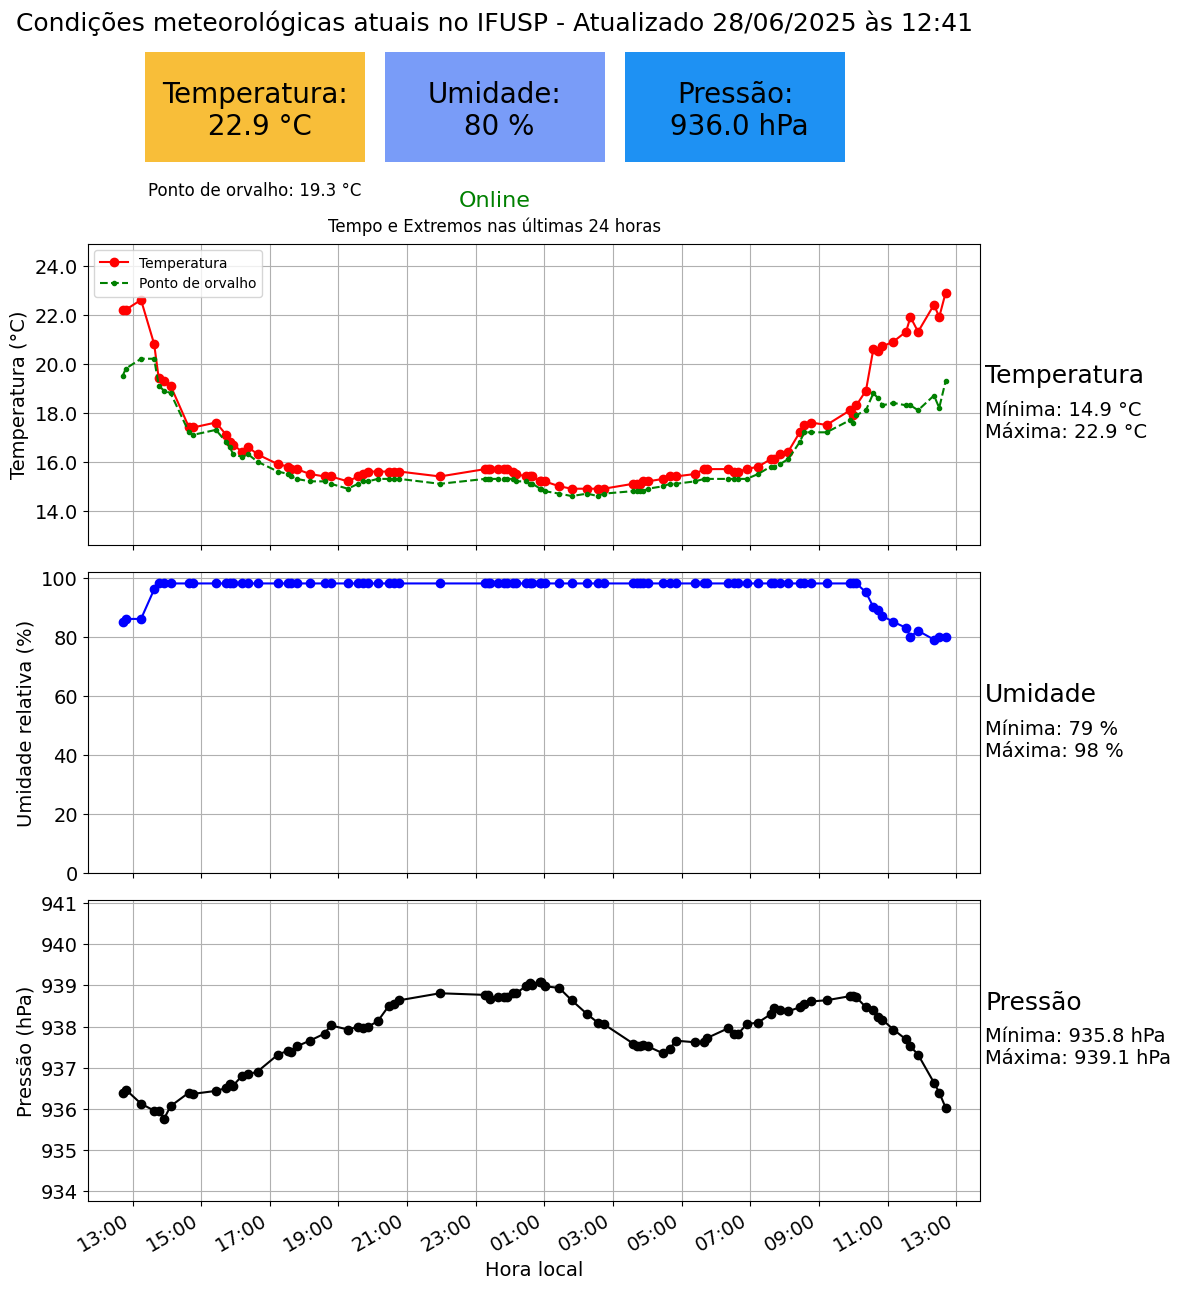 Condições meteorológicas atuais no IFUSP - Atualizado 28/06/2025 às 12:41
Temperatura:
22.9 °C
Umidade:
80 %
Pressão:
936.0 hPa
Ponto de orvalho: 19.3 °C
Online
Tempo e Extremos nas últimas 24 horas
Temperatura (°C)
24.0
22.0
20.0
18.0
16.0
14.0
Temperatura
Ponto de orvalho
Temperatura
Mínima: 14.9 °C
Máxima: 22.9 °C
Umidade relativa (%)
100
80
60
40
20
0
Umidade
Mínima: 79 %
Máxima: 98 %
Pressão (hPa)
941
940
939
938
937
936
935
934
Pressão
Mínima: 935.8 hPa
Máxima: 939.1 hPa
13:00 15:00 17:00 19:00 21:00 23:00 01:00 03:00 05:00 07:00 09:00 11:00 13:00
Hora local